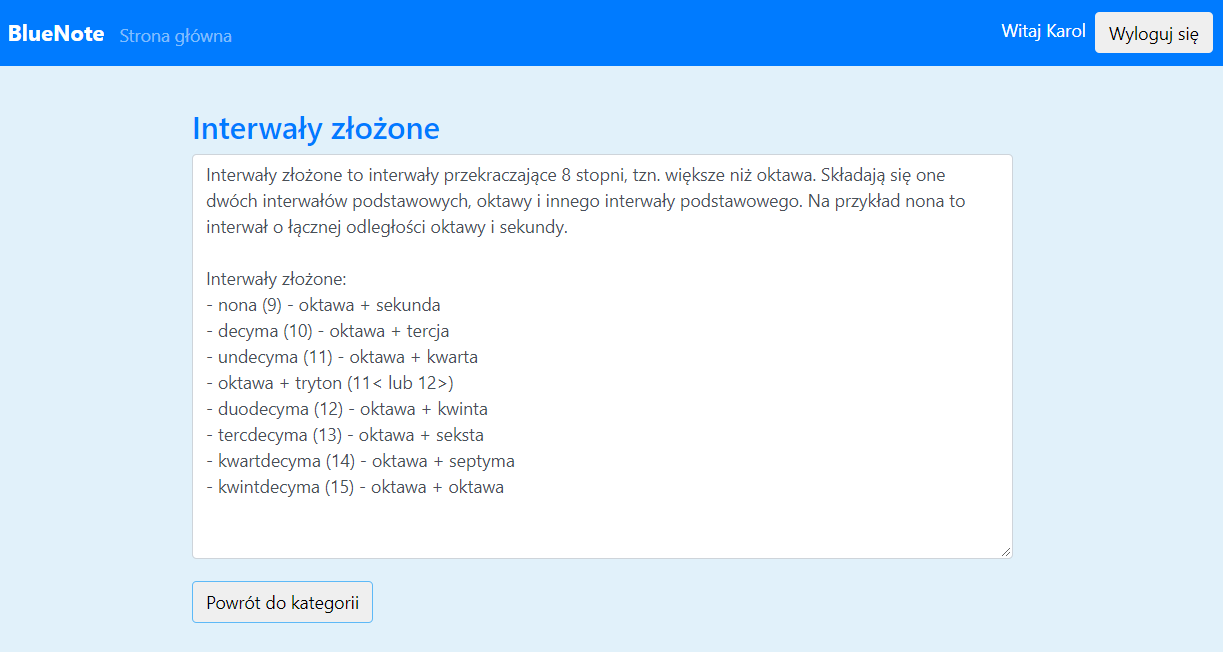 BlueNote Strona główna Witaj Karol Wyloguj się
Interwały złożone
Interwały złożone to interwały przekraczające 8 stopni, tzn. większe niż oktawa. Składają się one
dwóch interwałów podstawowych, oktawy i innego interwały podstawowego. Na przykład nona to
interwał o łącznej odległości oktawy i sekundy.
Interwały złożone:
- nona (9) - oktawa + sekunda
- decyma (10) - oktawa + tercja
- undecyma (11) - oktawa + kwarta
- oktawa + tryton (11< lub 12>)
- duodecyma (12) - oktawa + kwinta
- tercdecyma (13) - oktawa + seksta
- kwartdecyma (14) - oktawa + septyma
- kwintdecyma (15) - oktawa + oktawa
Powrót do kategorii